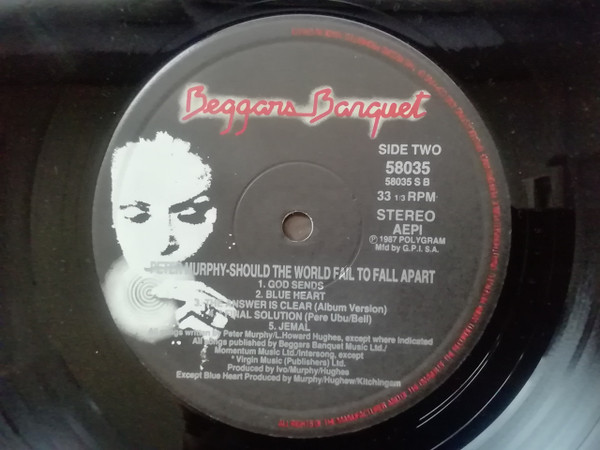 Beggars Banquet
SIDE TWO
58035
58035 S B
33 1/3 RPM
STEREO
AEPI
℗ 1987 POLYGRAM
Mfd by G.P.I. S.A.
PETER MURPHY-SHOULD THE WORLD FAIL TO FALL APART
1. GOD SENDS
2. BLUE HEART
3. THE ANSWER IS CLEAR (Album Version)
FINAL SOLUTION (Pere Ubu/Bell)
5. JEMAL
All songs written by Peter Murphy/L.Howard Hughes, except where indicated
All songs published by Beggars Banquet Music Ltd./
Momentum Music Ltd./Intersong, except
* Virgin Music (Publishers) Ltd.
Produced by Ivo/Murphy/Hughes
Except Blue Heart Produced by Murphy/Hughew/Kitchingam